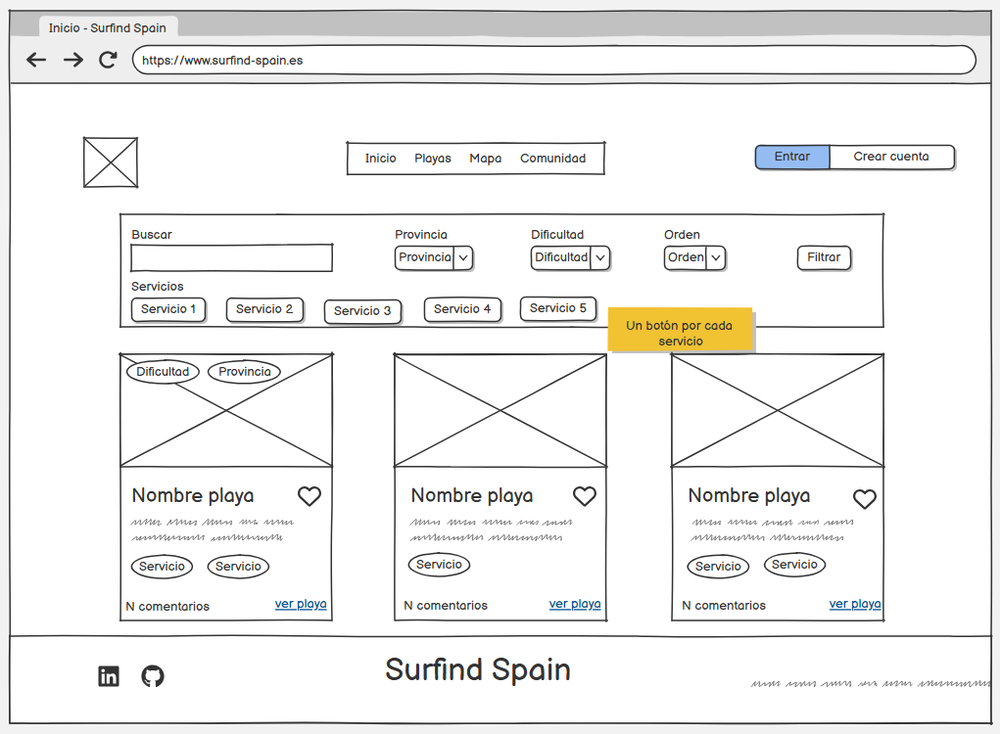 Inicio - Surfind Spain
https://www.surfind-spain.es
Inicio Playas Mapa Comunidad
Entrar Crear cuenta
Buscar Provincia Dificultad Orden
Provincia Dificultad Orden Filtrar
Servicios
Servicio 1 Servicio 2 Servicio 3 Servicio 4 Servicio 5
Un botón por cada
servicio
Dificultad Provincia
Nombre playa
Servicio Servicio
N comentarios ver playa
Nombre playa
Servicio
N comentarios ver playa
Nombre playa
Servicio Servicio
N comentarios ver playa
in
Surfind Spain